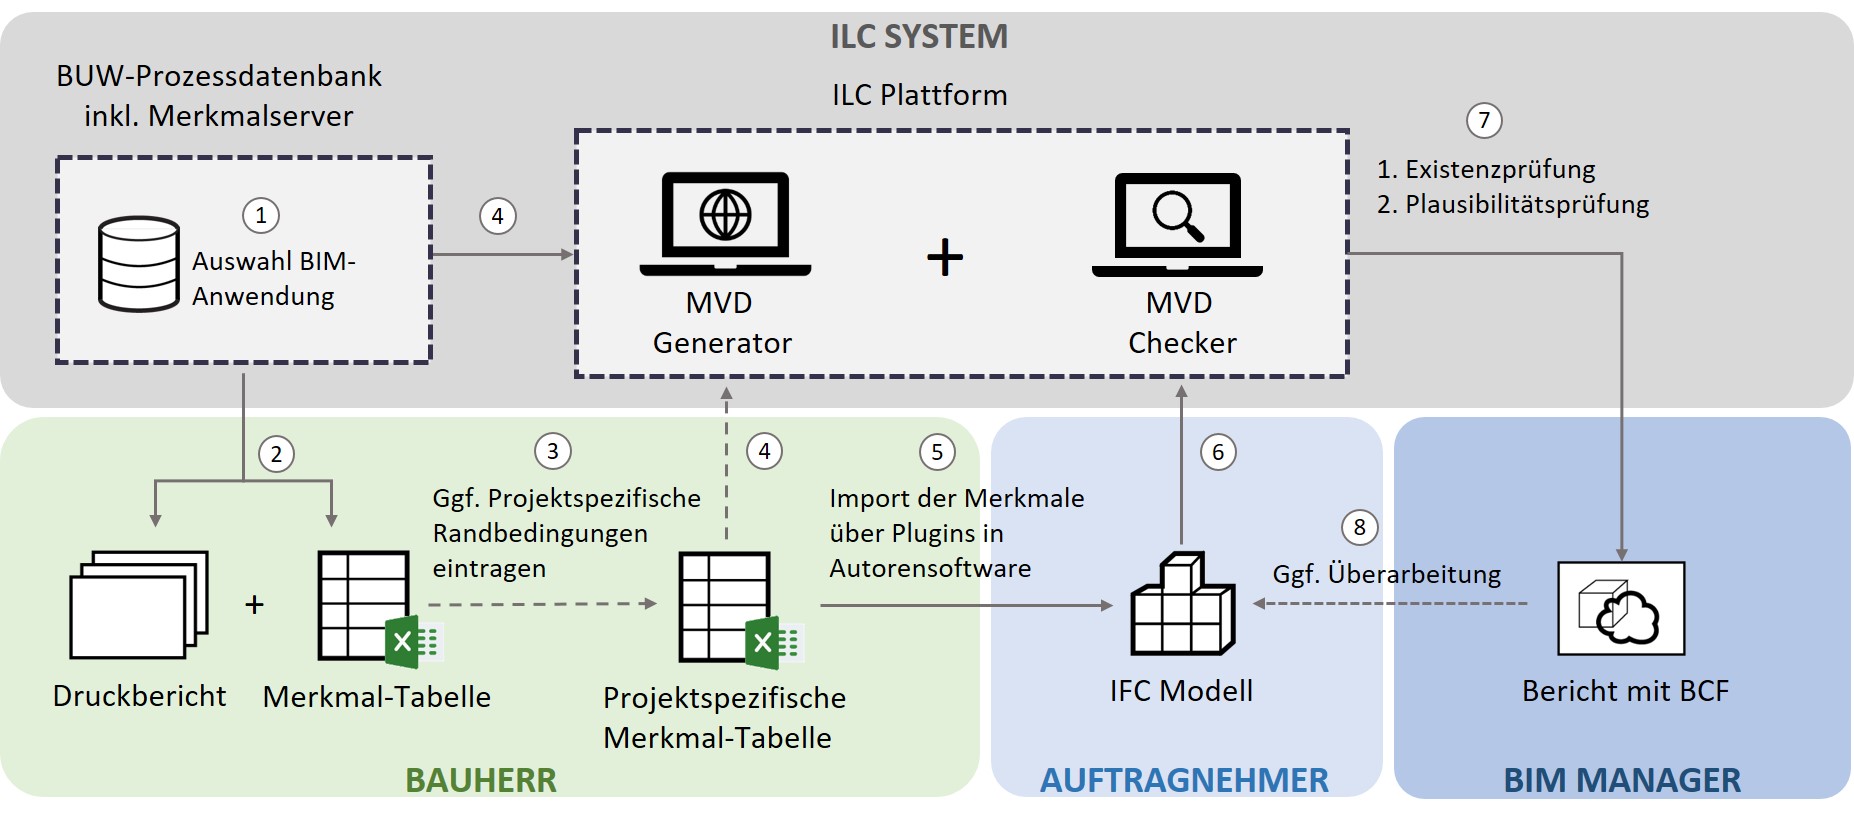 ILC SYSTEM
BUW-Prozessdatenbank
inkl. Merkmalserver
ILC Plattform
1
Auswahl BIM-
Anwendung
4
MVD
Generator
+
MVD
Checker
7
1. Existenzprüfung
2. Plausibilitätsprüfung
2
3
Ggf. Projektspezifische
Randbedingungen
eintragen
4
5
Import der Merkmale
über Plugins in
Autorensoftware
6
8
Ggf. Überarbeitung
+
X
X
Druckbericht
Merkmal-Tabelle
Projektspezifische
Merkmal-Tabelle
IFC Modell
Bericht mit BCF
BAUHERR
AUFTRAGNEHMER
BIM MANAGER